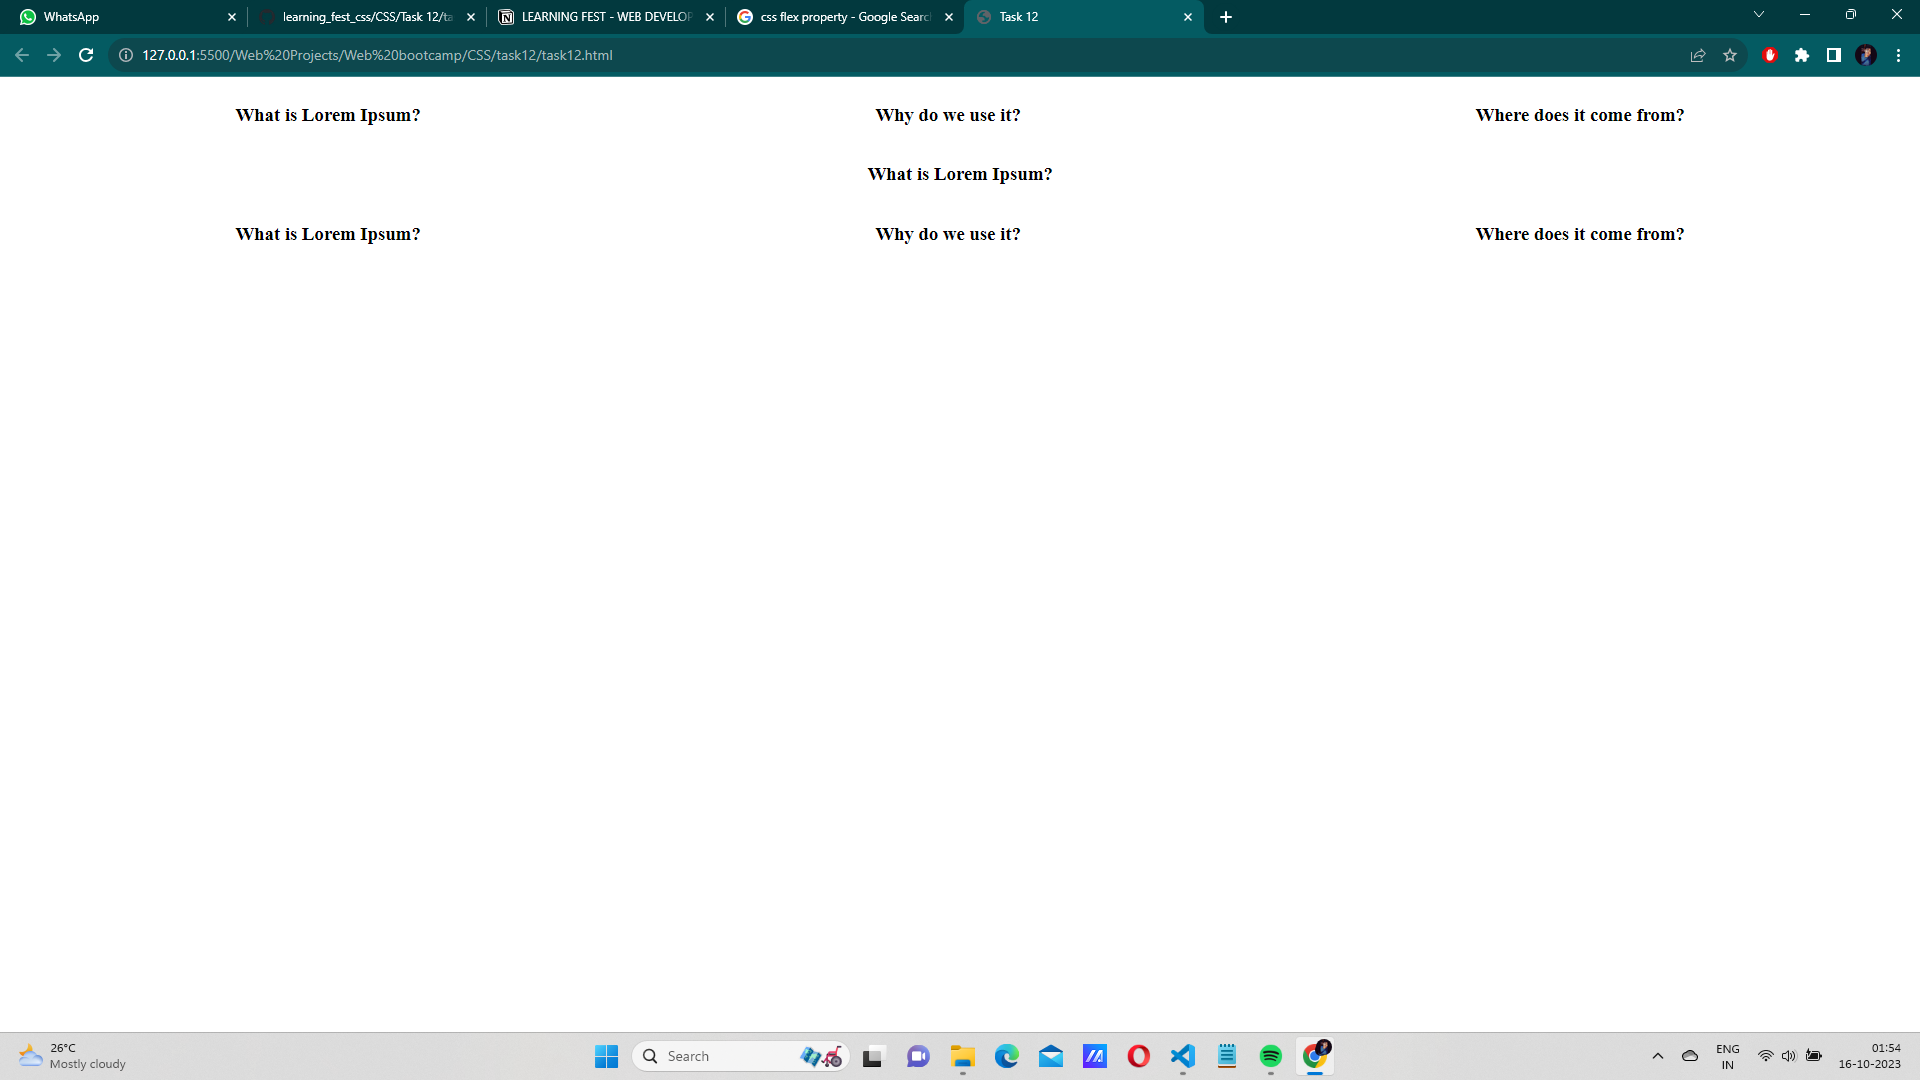 WhatsApp
learning_fest_css/CSS/Task 12/ta
LEARNING FEST - WEB DEVELOP
css flex property - Google Search
Task 12
127.0.0.1:5500/Web%20Projects/Web%20bootcamp/CSS/task12/task12.html
What is Lorem Ipsum? Why do we use it? Where does it come from?
What is Lorem Ipsum?
What is Lorem Ipsum? Why do we use it? Where does it come from?
26°C
Mostly cloudy
Search
ENG
IN
01:54
16-10-2023